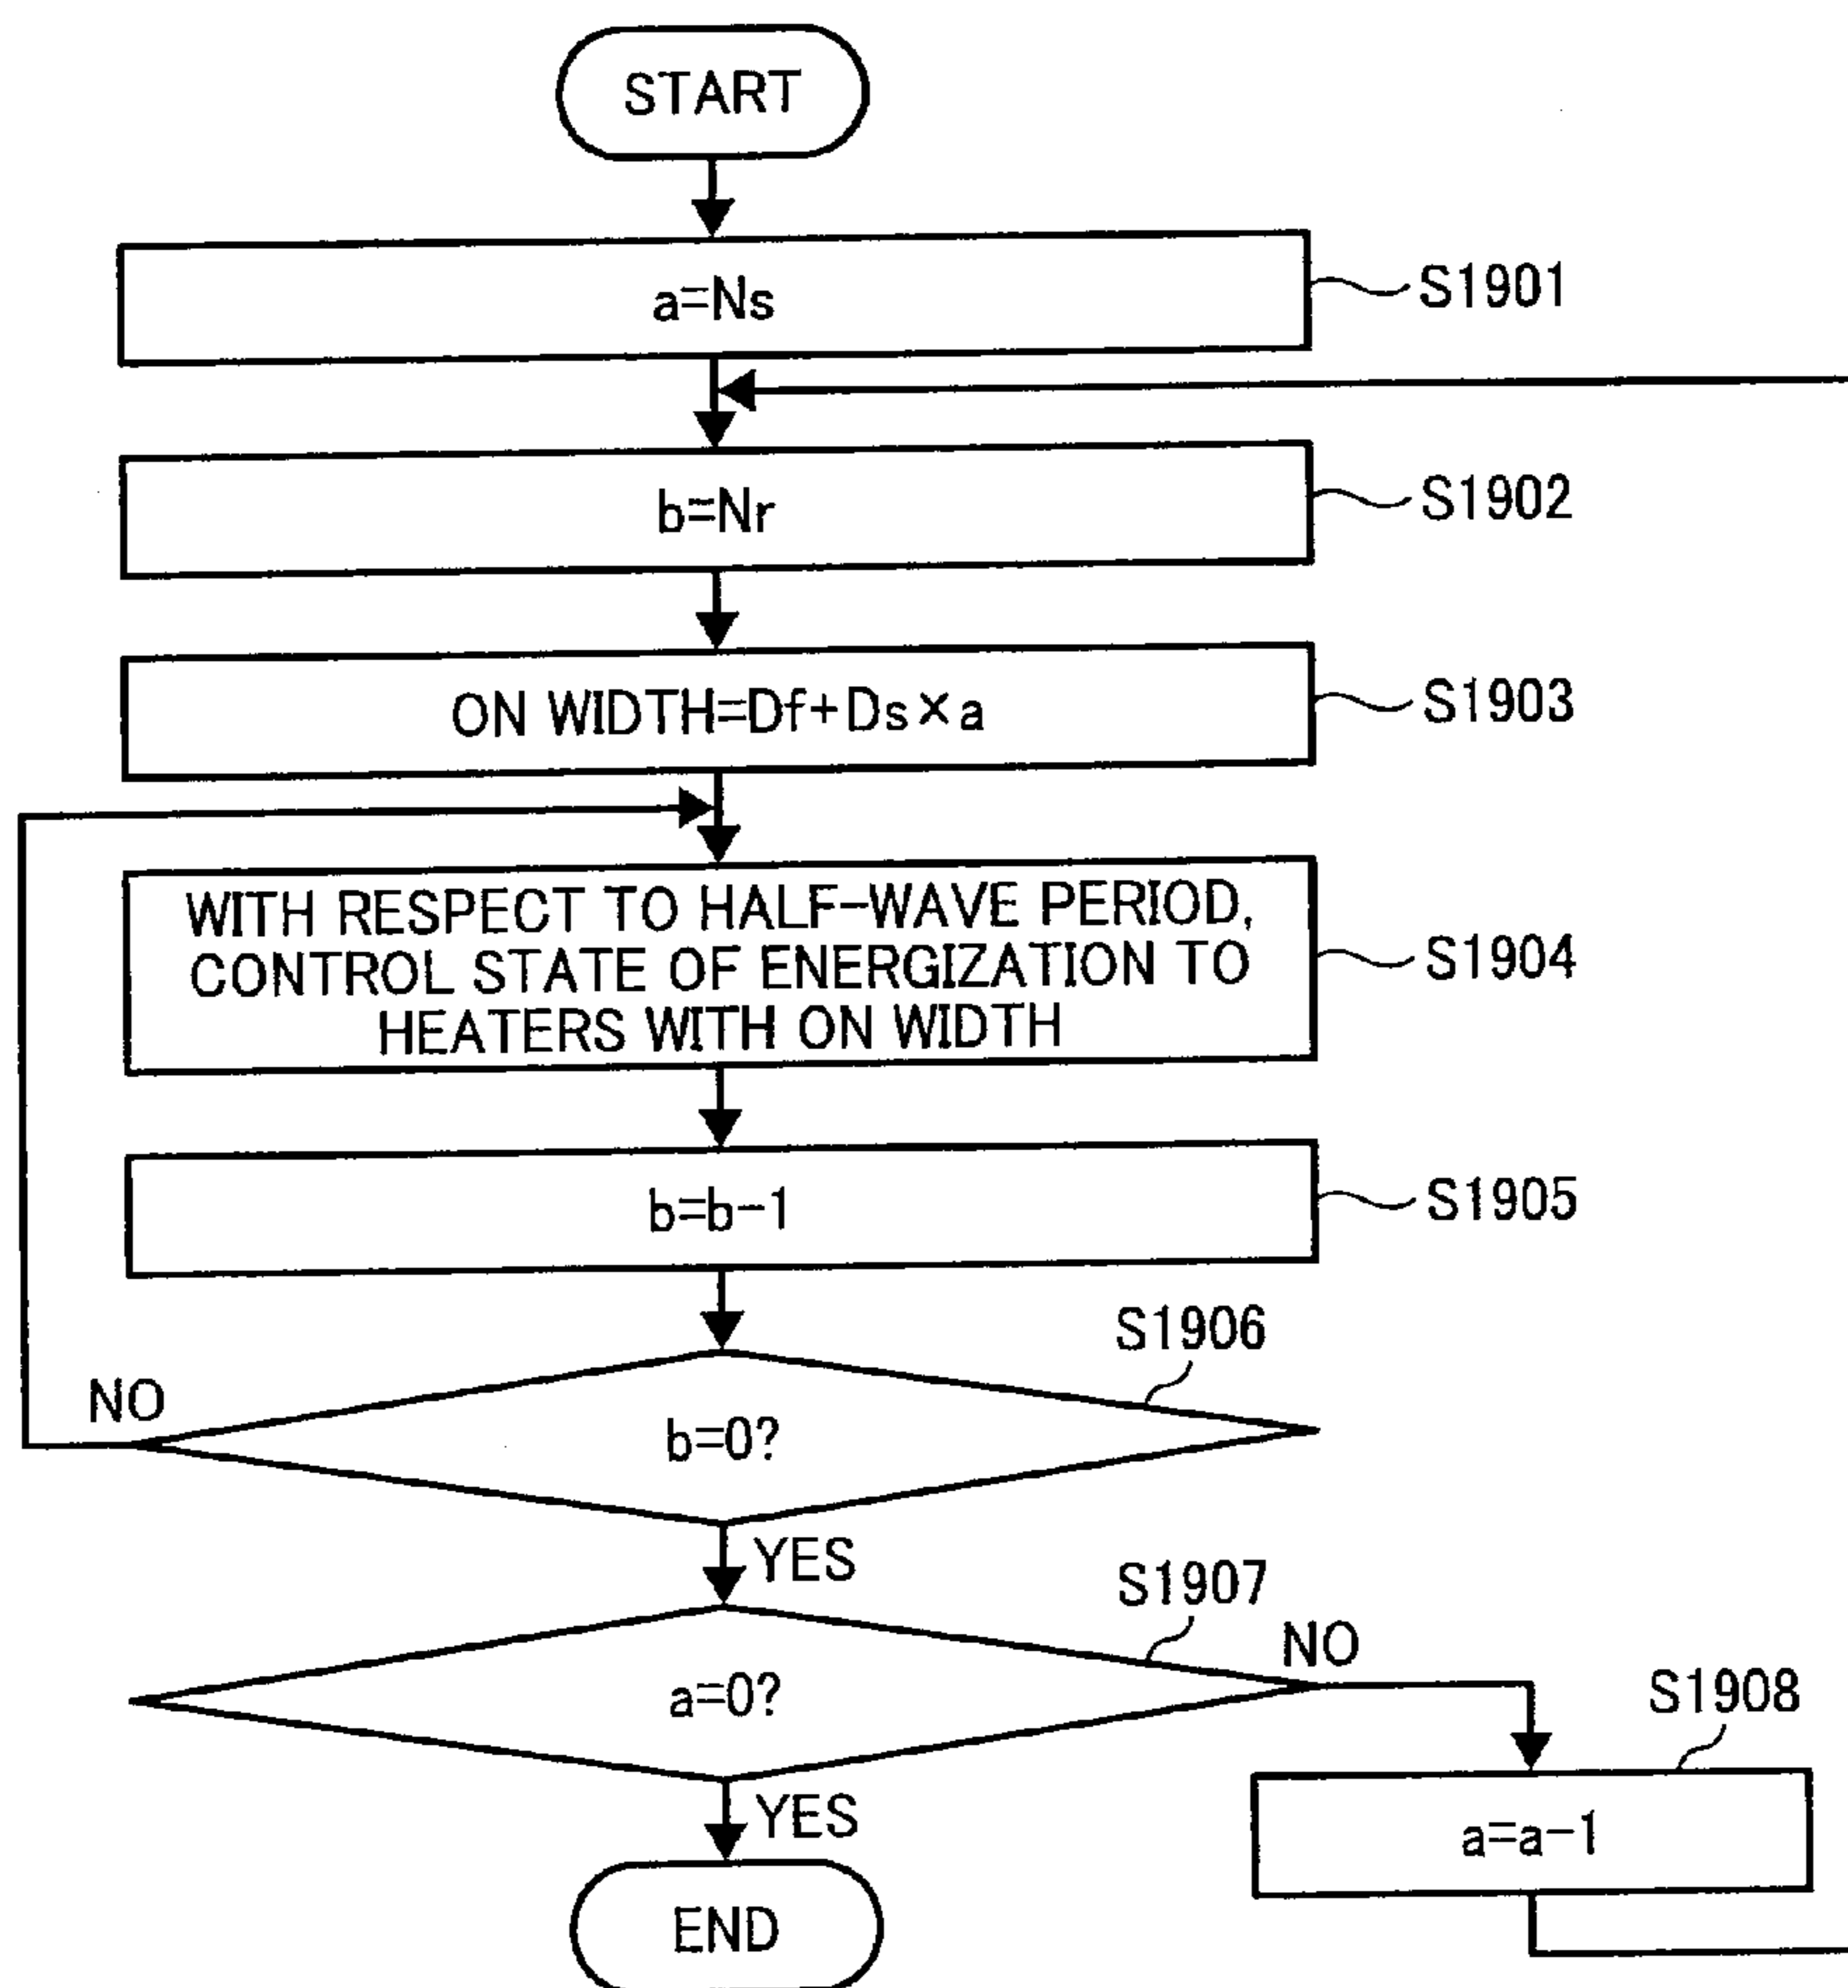 START
a=Ns
S1901
b=Nr
S1902
ON WIDTH=Df+Ds×a
S1903
WITH RESPECT TO HALF-WAVE PERIOD,
CONTROL STATE OF ENERGIZATION TO
HEATERS WITH ON WIDTH
S1904
b=b-1
S1905
S1906
NO
b=0?
YES
S1907
NO
a=0?
S1908
YES
a=a-1
END